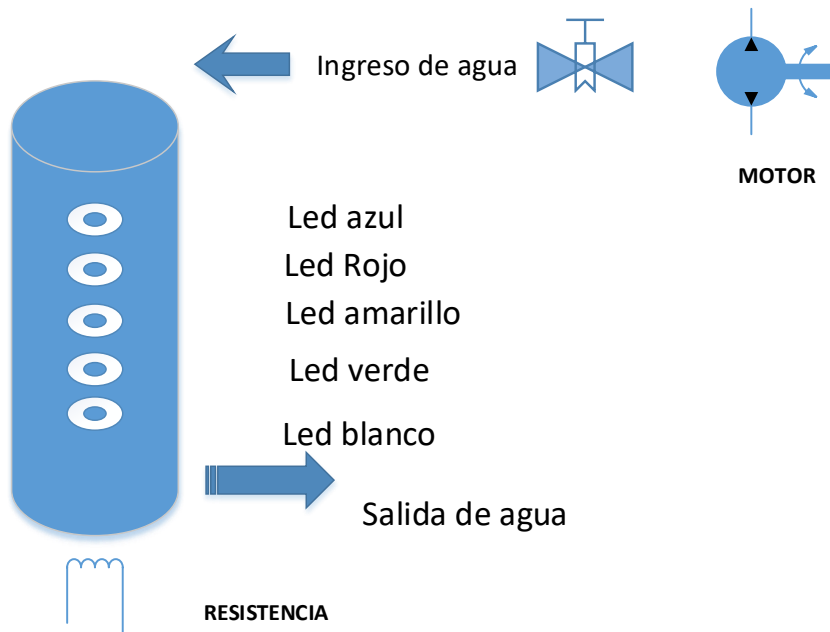 Ingreso de agua
MOTOR
Led azul
Led Rojo
Led amarillo
Led verde
Led blanco
Salida de agua
RESISTENCIA